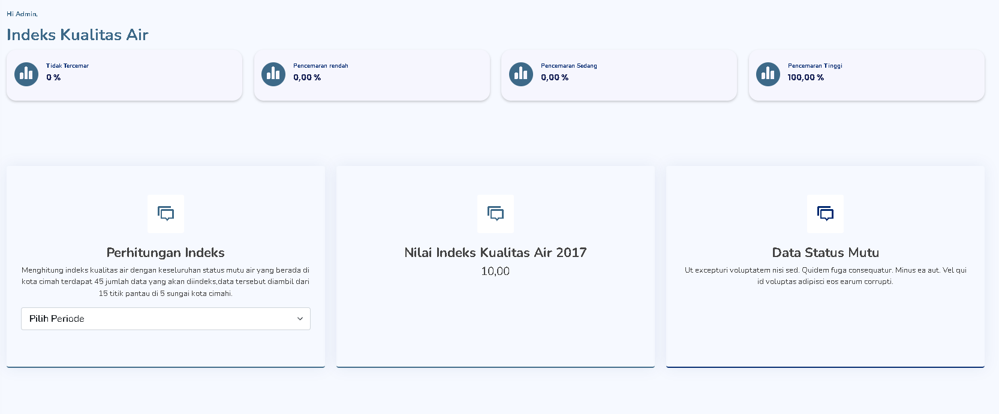 Hi Admin,
Indeks Kualitas Air
Tidak Tercemar
0 %
Pencemaran rendah
0,00 %
Pencemaran Sedang
0,00 %
Pencemaran Tinggi
100,00 %
Perhitungan Indeks
Menghitung indeks kualitas air dengan keseluruhan status mutu air yang berada di
kota cimah terdapat 45 jumlah data yang akan diindeks,data tersebut diambil dari
15 titik pantau di 5 sungai kota cimahi.
Pilih Periode
Nilai Indeks Kualitas Air 2017
10,00
Data Status Mutu
Ut excepturi voluptatem nisi sed. Quidem fuga consequatur. Minus ea aut. Vel qui
id voluptas adipisci eos earum corrupti.